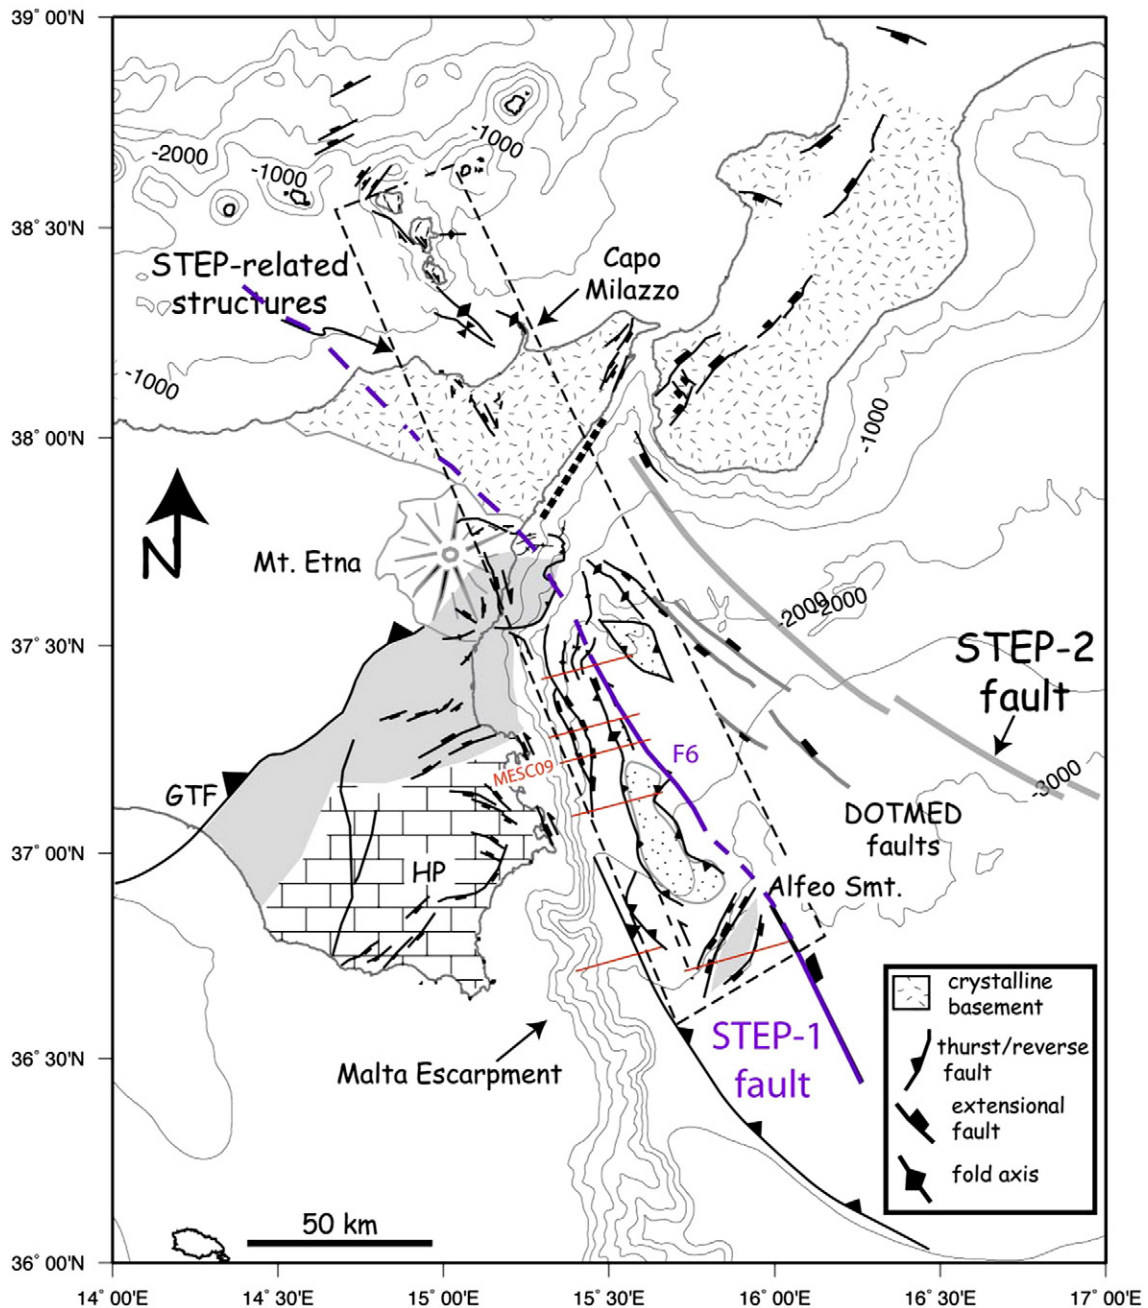 39° 00'N
-1000
-2000
-1000
38° 30'N
STEP-related
structures
Capo
Milazzo
-1000
-1000
38° 00'N
N
Mt. Etna
-2000
-2000
37° 30'N
STEP-2
fault
F6
MESC09
-3000
GTF
DOTMED
faults
37° 00'N
HP
Alfeo Smt.
crystalline
basement
STEP-1
fault
thurst/reverse
fault
36° 30'N
Malta Escarpment
extensional
fault
fold axis
50 km
36° 00'N
14° 00'E
14° 30'E
15° 00'E
15° 30'E
16° 00'E
16° 30'E
17° 00'E